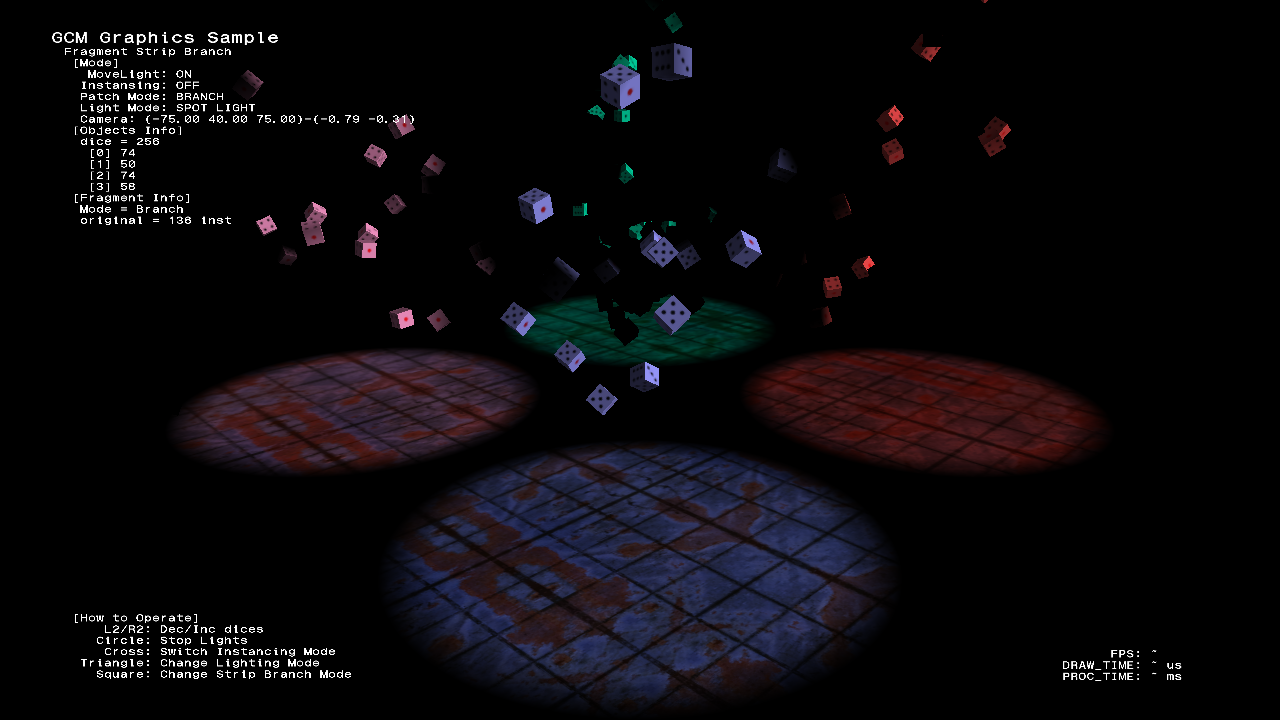 GCM Graphics Sample
Fragment Strip Branch
[Mode]
MoveLight: ON
Instansing: OFF
Patch Mode: BRANCH
Light Mode: SPOT LIGHT
Camera: (-75.00 40.00 75.00)-(-0.79 -0.31)
[Objects Info]
dice = 256
[0] 74
[1] 50
[2] 74
[3] 58
[Fragment Info]
Mode = Branch
original = 136 inst
[How to Operate]
L2/R2: Dec/Inc dices
Circle: Stop Lights
Cross: Switch Instancing Mode
Triangle: Change Lighting Mode
Square: Change Strip Branch Mode
FPS: ~
DRAW_TIME: ~ us
PROC_TIME: ~ ms